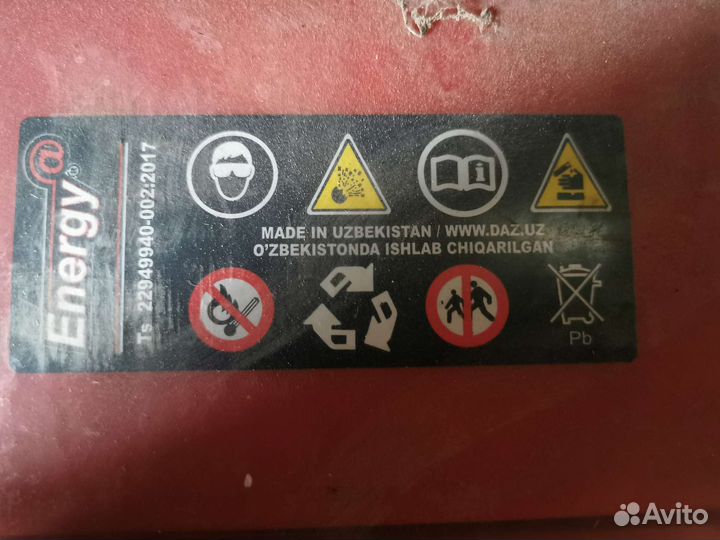 Energy@®
Ts 22949940-002:2017
MADE IN UZBEKISTAN / WWW.DAZ.UZ
O'ZBEKISTONDA ISHLAB CHIQARILGAN
i
Pb
Avito